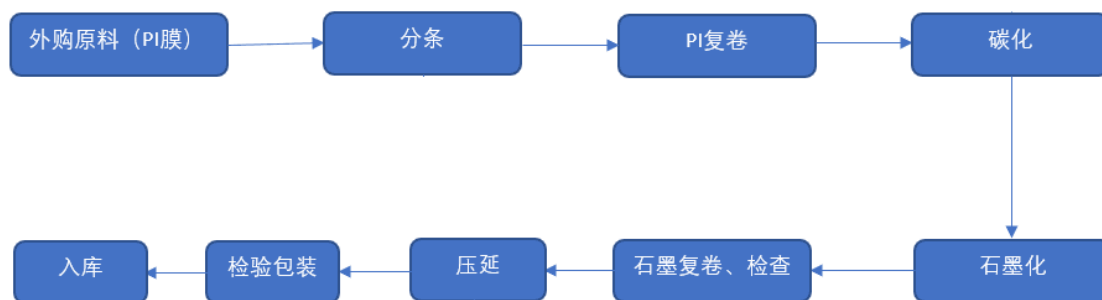 外购原料（PI膜）
分条
PI复卷
碳化
石墨化
石墨复卷、检查
压延
检验包装
入库